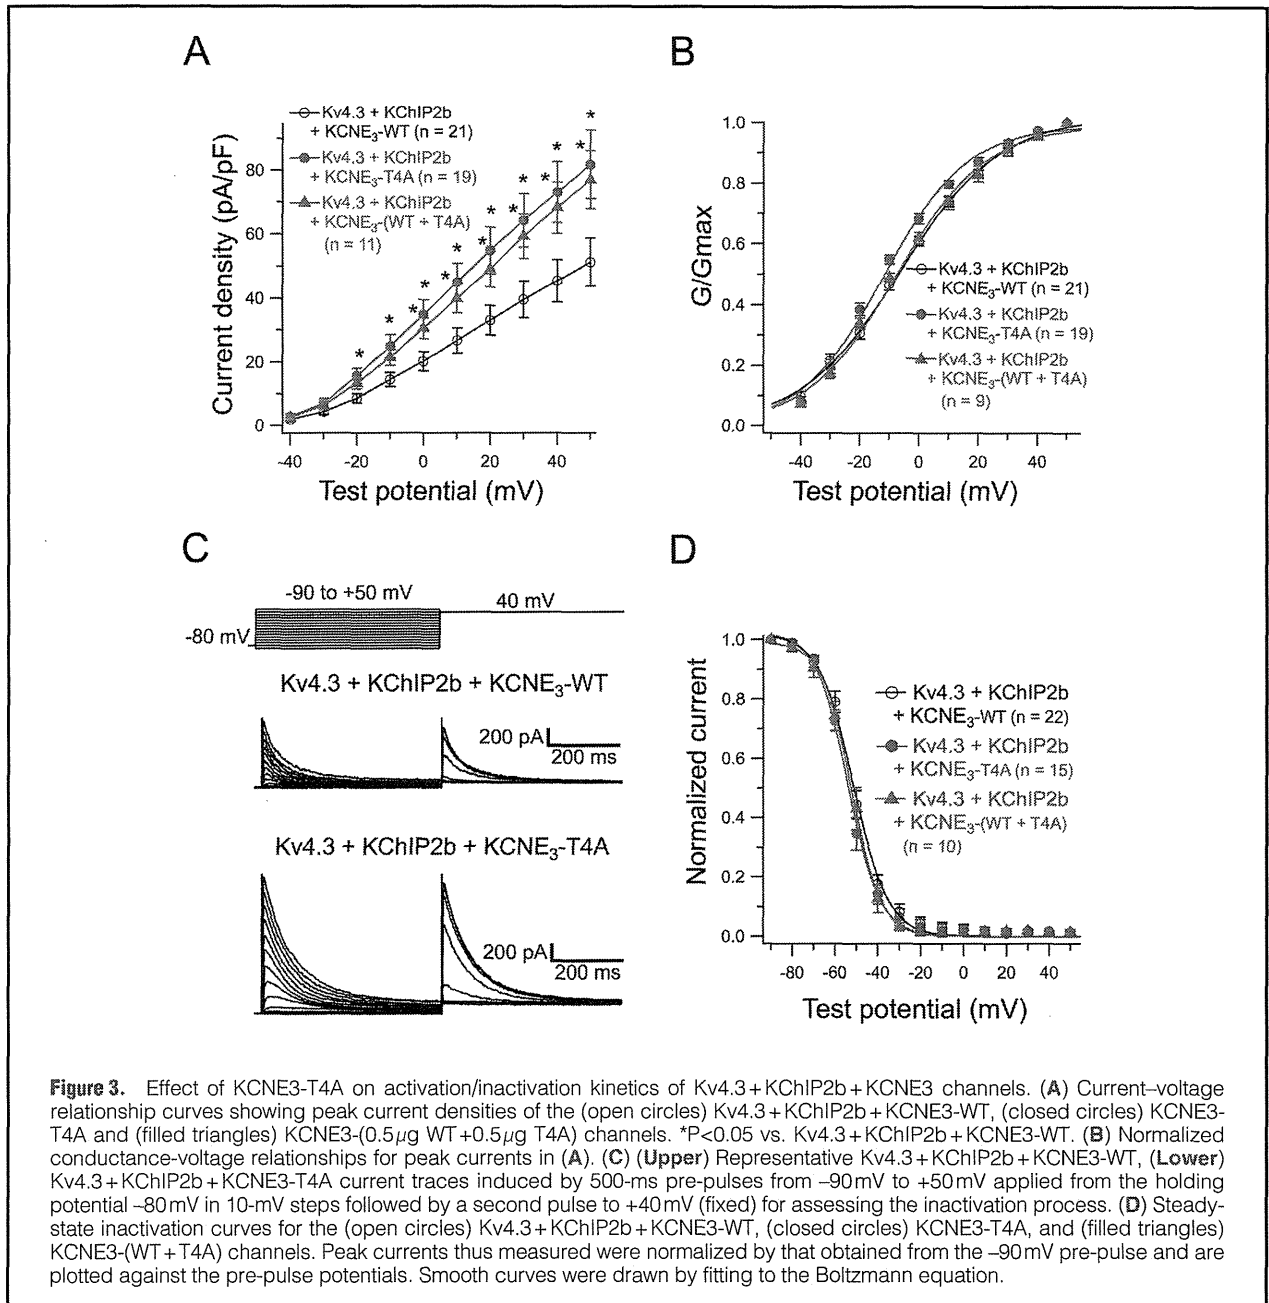 A
Kv4.3 + KChIP2b
+ KCNE3-WT (n = 21)
Kv4.3 + KChIP2b
+ KCNE3-T4A (n = 19)
Kv4.3 + KChIP2b
+ KCNE3-(WT + T4A)
(n = 11)
* * * * * * * * * * * * *
Current density (pA/pF)
80
60
40
20
0
-40 -20 0 20 40
Test potential (mV)
B
1.0
0.8
0.6
0.4
0.2
0.0
G/Gmax
Kv4.3 + KChIP2b
+ KCNE3-WT (n = 21)
Kv4.3 + KChIP2b
+ KCNE3-T4A (n = 19)
Kv4.3 + KChIP2b
+ KCNE3-(WT + T4A)
(n = 9)
-40 -20 0 20 40
Test potential (mV)
C
-90 to +50 mV
40 mV
-80 mV
Kv4.3 + KChIP2b + KCNE3-WT
200 pA
200 ms
Kv4.3 + KChIP2b + KCNE3-T4A
200 pA
200 ms
D
1.0
0.8
0.6
0.4
0.2
0.0
Normalized current
Kv4.3 + KChIP2b
+ KCNE3-WT (n = 22)
Kv4.3 + KChIP2b
+ KCNE3-T4A (n = 15)
Kv4.3 + KChIP2b
+ KCNE3-(WT + T4A)
(n = 10)
-80 -60 -40 -20 0 20 40
Test potential (mV)
Figure 3. Effect of KCNE3-T4A on activation/inactivation kinetics of Kv4.3+KChIP2b+KCNE3 channels. (A) Current–voltage
relationship curves showing peak current densities of the (open circles) Kv4.3+KChIP2b+KCNE3-WT, (closed circles) KCNE3-
T4A and (filled triangles) KCNE3-(0.5μg WT+0.5μg T4A) channels. *P<0.05 vs. Kv4.3+KChIP2b+KCNE3-WT. (B) Normalized
conductance-voltage relationships for peak currents in (A). (C) (Upper) Representative Kv4.3+KChIP2b+KCNE3-WT, (Lower)
Kv4.3+KChIP2b+KCNE3-T4A current traces induced by 500-ms pre-pulses from –90mV to +50mV applied from the holding
potential –80mV in 10-mV steps followed by a second pulse to +40mV (fixed) for assessing the inactivation process. (D) Steady-
state inactivation curves for the (open circles) Kv4.3+KChIP2b+KCNE3-WT, (closed circles) KCNE3-T4A, and (filled triangles)
KCNE3-(WT+T4A) channels. Peak currents thus measured were normalized by that obtained from the –90mV pre-pulse and are
plotted against the pre-pulse potentials. Smooth curves were drawn by fitting to the Boltzmann equation.